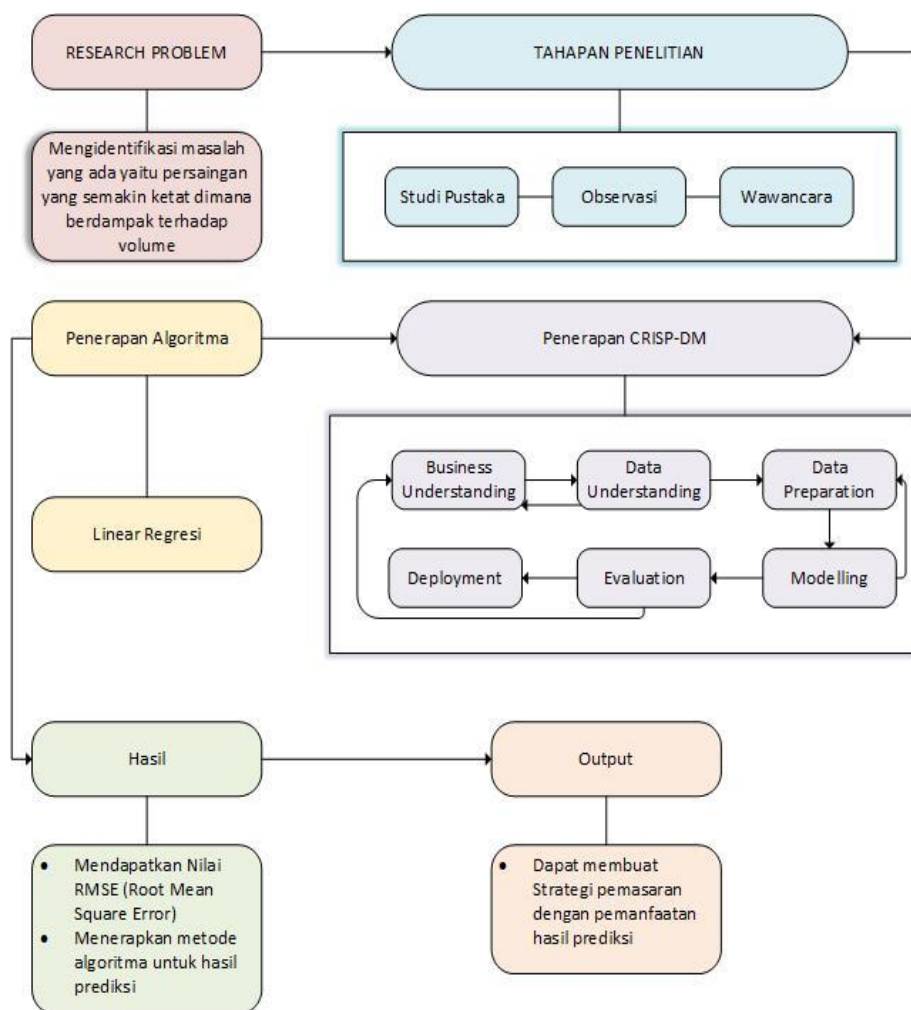 RESEARCH PROBLEM
TAHAPAN PENELITIAN
Mengidentifikasi masalah
yang ada yaitu persaingan
yang semakin ketat dimana
berdampak terhadap
volume
Studi Pustaka
Observasi
Wawancara
Penerapan Algoritma
Penerapan CRISP-DM
Linear Regresi
Business
Understanding
Data
Understanding
Data
Preparation
Deployment
Evaluation
Modelling
Hasil
Output
• Mendapatkan Nilai
RMSE (Root Mean
Square Error)
• Menerapkan metode
algoritma untuk hasil
prediksi
• Dapat membuat
Strategi pemasaran
dengan pemanfaatan
hasil prediksi